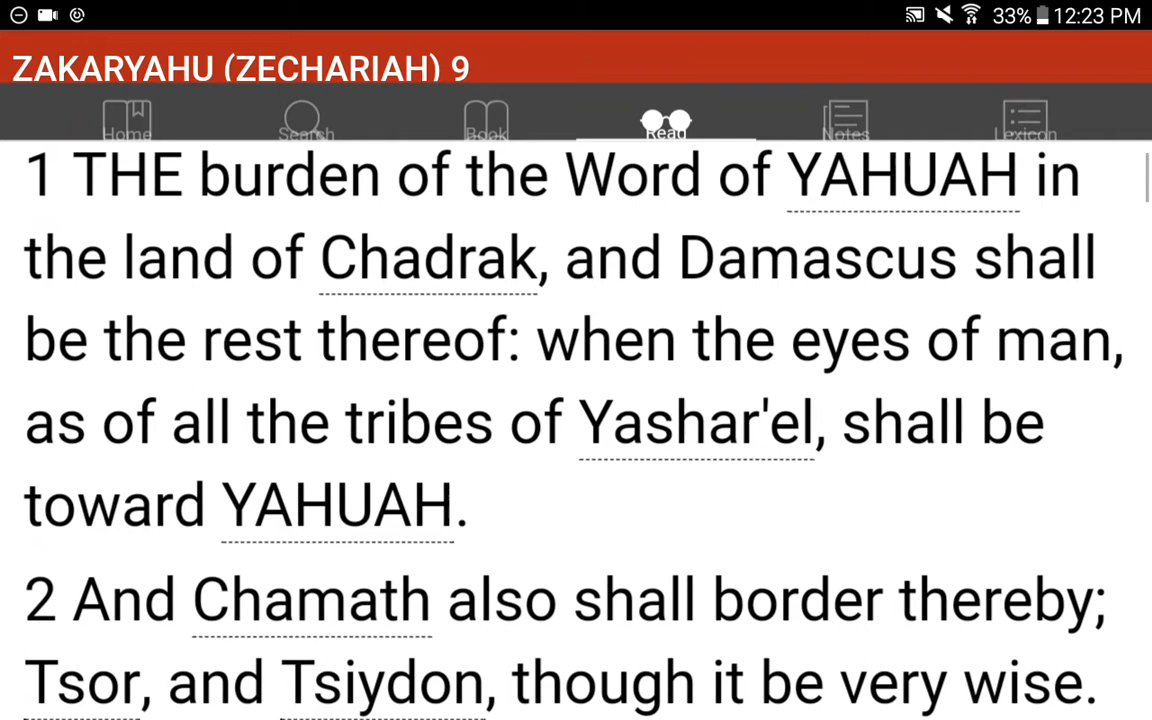 33% 12:23 PM
ZAKARYAHU (ZECHARIAH) 9
Home Search Book Read Notes Lexicon
1 THE burden of the Word of YAHUAH in
the land of Chadrak, and Damascus shall
be the rest thereof: when the eyes of man,
as of all the tribes of Yashar'el, shall be
toward YAHUAH.
2 And Chamath also shall border thereby;
Tsor, and Tsiydon, though it be very wise.